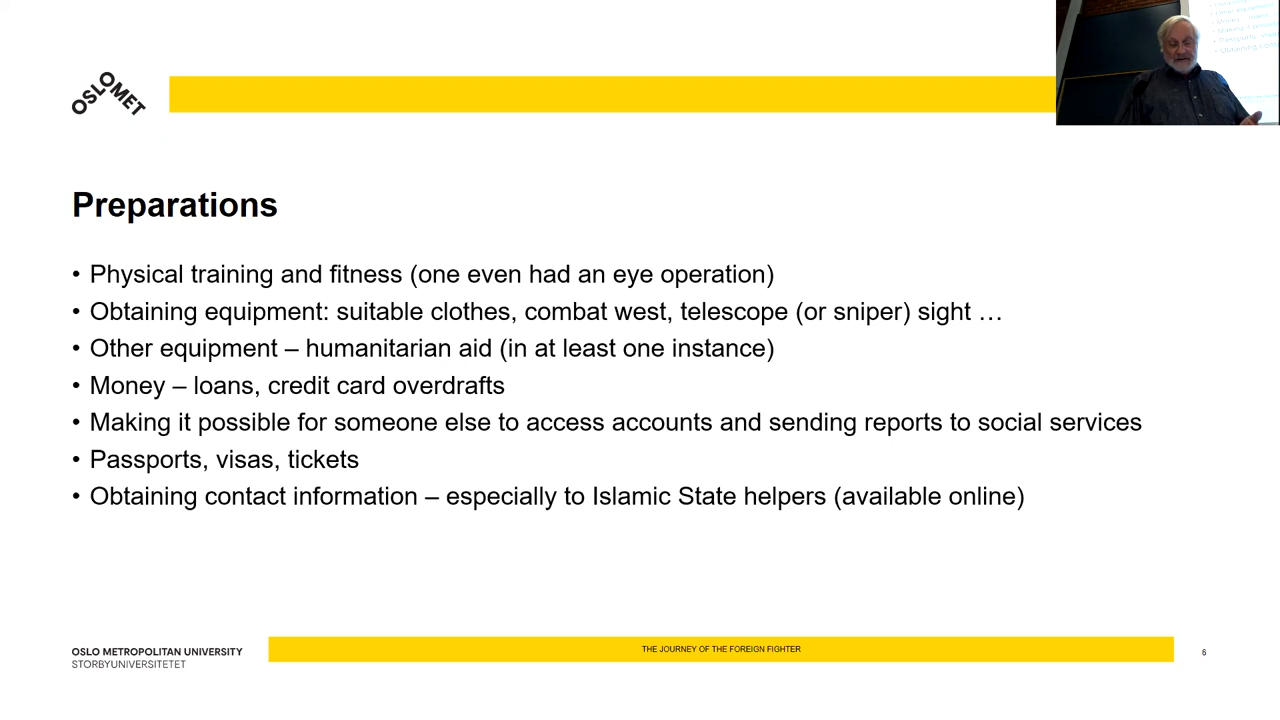 OSLOMET
Preparations
• Physical training and fitness (one even had an eye operation)
• Obtaining equipment: suitable clothes, combat west, telescope (or sniper) sight …
• Other equipment – humanitarian aid (in at least one instance)
• Money – loans, credit card overdrafts
• Making it possible for someone else to access accounts and sending reports to social services
• Passports, visas, tickets
• Obtaining contact information – especially to Islamic State helpers (available online)
OSLO METROPOLITAN UNIVERSITY
STORBYUNIVERSITETET
THE JOURNEY OF THE FOREIGN FIGHTER
6